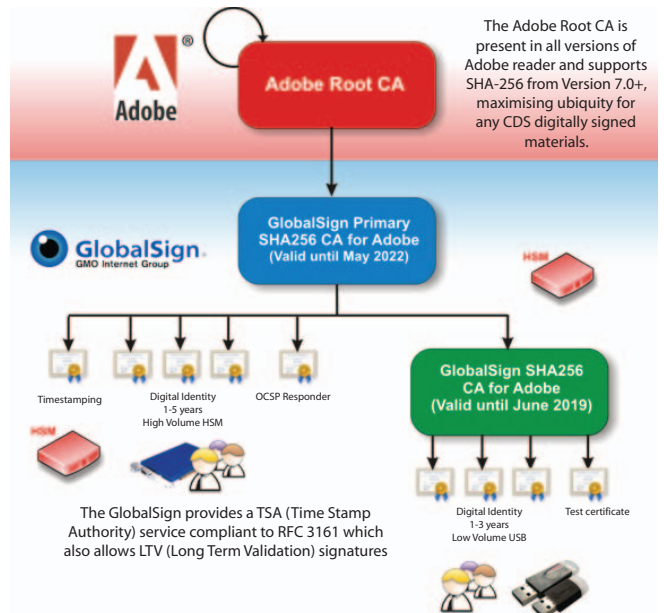 The Adobe Root CA is
present in all versions of
Adobe reader and supports
SHA-256 from Version 7.0+,
maximising ubiquity for
any CDS digitally signed
materials.
®
Adobe
Adobe Root CA
GlobalSign®
GMO Internet Group
GlobalSign Primary
SHA256 CA for Adobe
(Valid until May 2022)
HSM
Timestamping
Digital Identity
1-5 years
High Volume HSM
OCSP Responder
GlobalSign SHA256
CA for Adobe
(Valid until June 2019)
HSM
Digital Identity
1-3 years
Low Volume USB
Test certificate
The GlobalSign provides a TSA (Time Stamp
Authority) service compliant to RFC 3161 which
also allows LTV (Long Term Validation) signatures